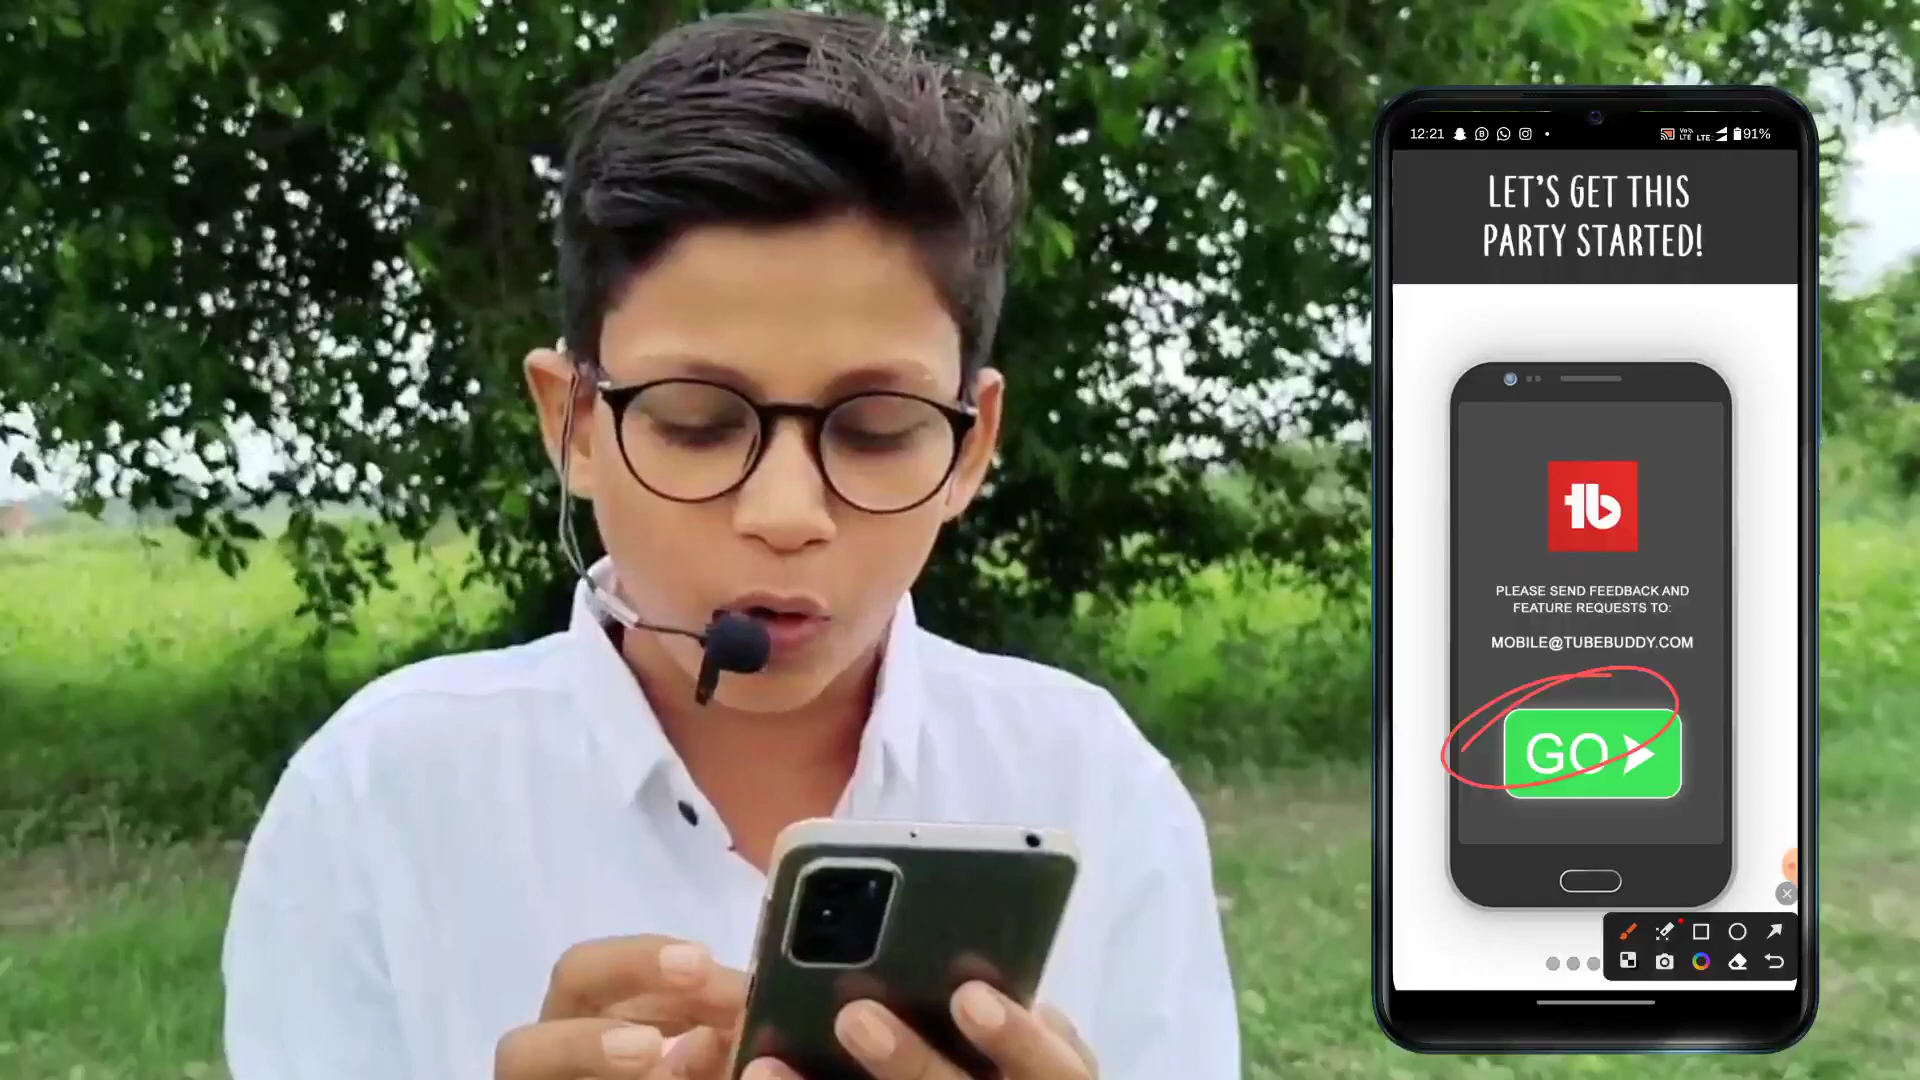 12:21
91%
LET'S GET THIS
PARTY STARTED!
tb
PLEASE SEND FEEDBACK AND
FEATURE REQUESTS TO:
MOBILE@TUBEBUDDY.COM
GO